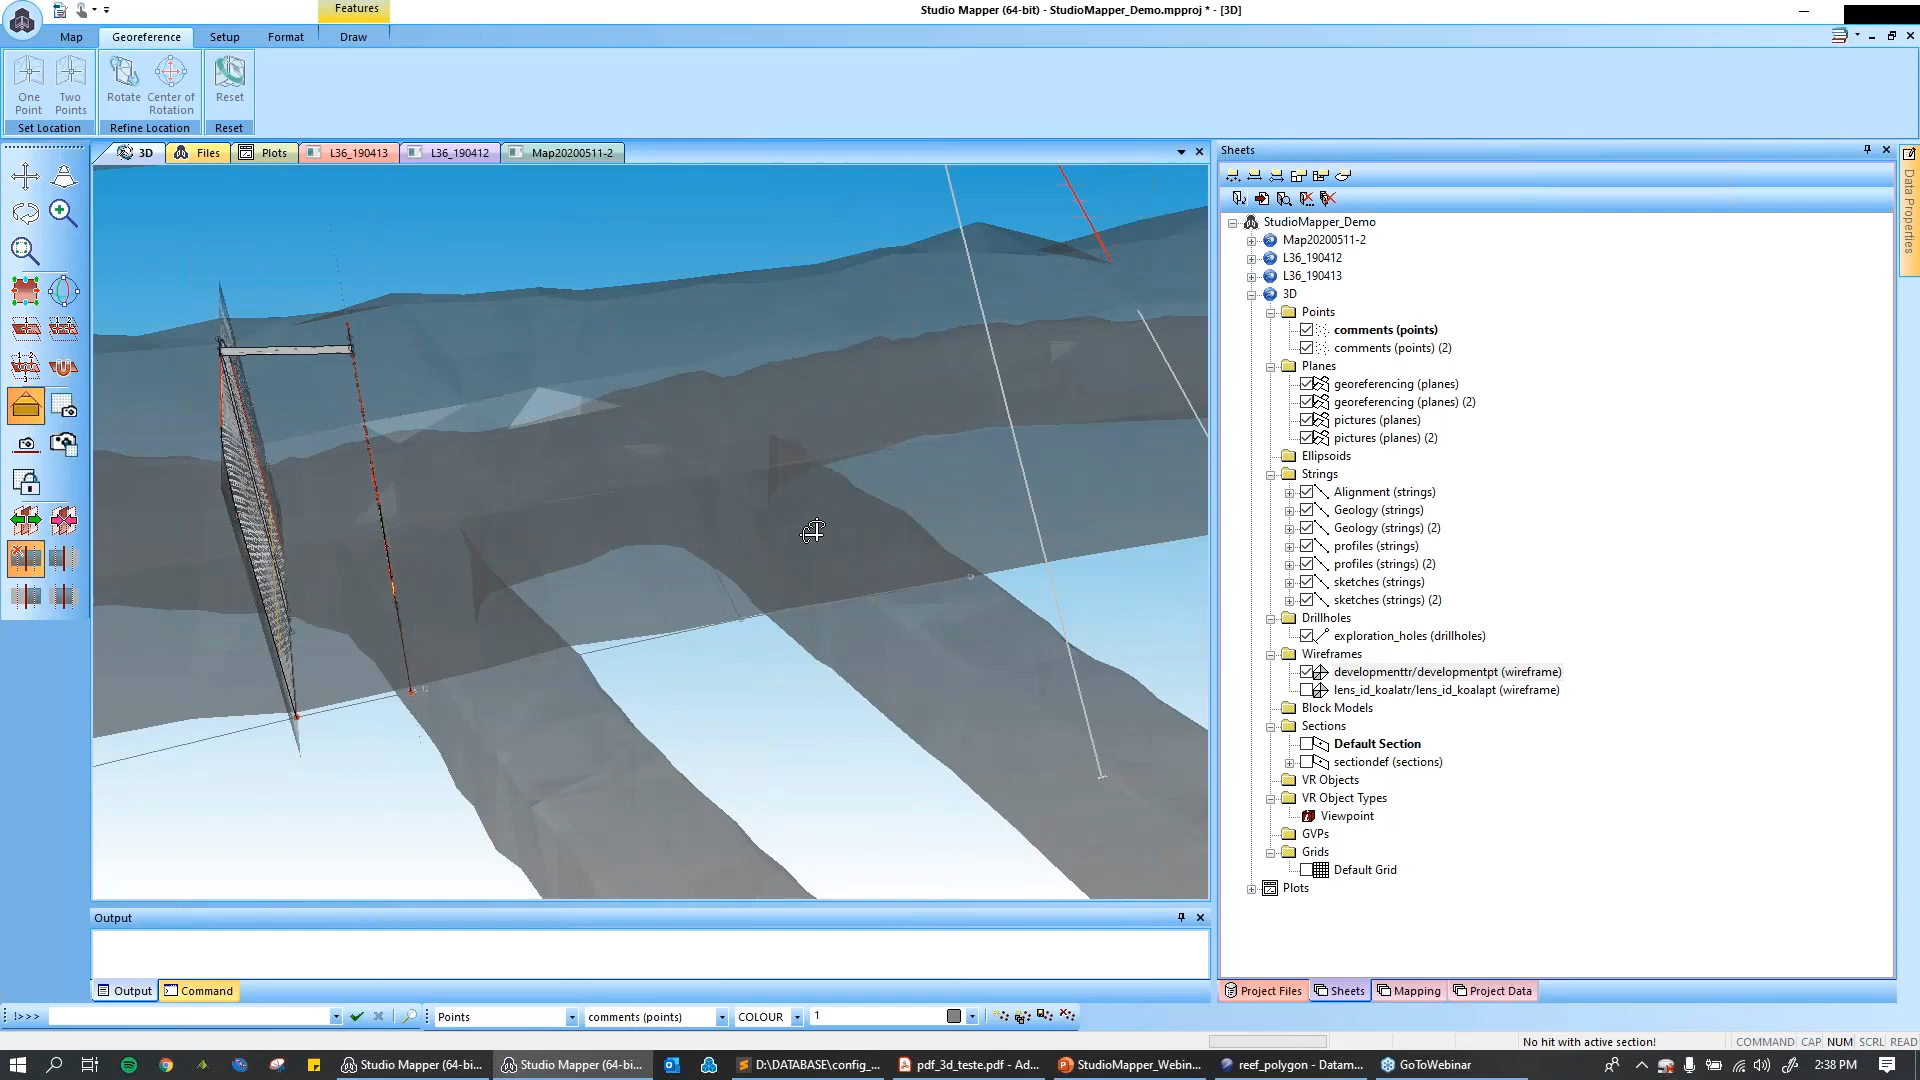 Features
Studio Mapper (64-bit) - StudioMapper_Demo.mpproj * - [3D]
Map
Georeference
Setup
Format
Draw
One Point
Two Points
Rotate
Center of Rotation
Reset
Set Location
Refine Location
Reset
3D
Files
Plots
L36_190413
L36_190412
Map20200511-2
Sheets
Data Properties
StudioMapper_Demo
Map20200511-2
L36_190412
L36_190413
3D
Points
comments (points)
comments (points) (2)
Planes
georeferencing (planes)
georeferencing (planes) (2)
pictures (planes)
pictures (planes) (2)
Ellipsoids
Strings
Alignment (strings)
Geology (strings)
Geology (strings) (2)
profiles (strings)
profiles (strings) (2)
sketches (strings)
sketches (strings) (2)
Drillholes
exploration_holes (drillholes)
Wireframes
developmenttr/developmentpt (wireframe)
lens_id_koalatr/lens_id_koalapt (wireframe)
Block Models
Sections
Default Section
sectiondef (sections)
VR Objects
VR Object Types
Viewpoint
GVPs
Grids
Default Grid
Plots
Output
Output
Command
Project Files
Sheets
Mapping
Project Data
!>>>
Points
comments (points)
COLOUR
1
No hit with active section!
COMMAND CAP NUM SCRL READ
Studio Mapper (64-bi...
Studio Mapper (64-bi...
D:\DATABASE\config_...
pdf_3d_teste.pdf - Ad...
StudioMapper_Webin...
reef_polygon - Datam...
GoToWebinar
2:38 PM